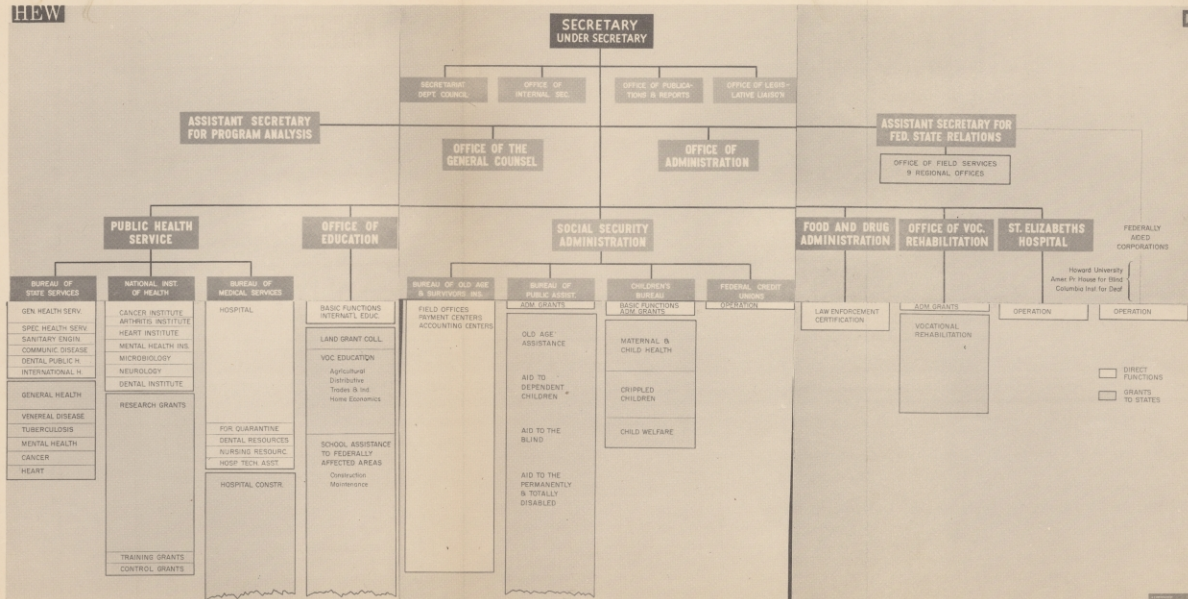 HEW
SECRETARY
UNDER SECRETARY
SECRETARIAT
DEPT. COUNCIL
OFFICE OF
INTERNAL SEC.
OFFICE OF PUBLICA-
TIONS & REPORTS
OFFICE OF LEGIS-
LATIVE LIAISON
ASSISTANT SECRETARY
FOR PROGRAM ANALYSIS
ASSISTANT SECRETARY FOR
FED. STATE RELATIONS
OFFICE OF THE
GENERAL COUNSEL
OFFICE OF
ADMINISTRATION
OFFICE OF FIELD SERVICES
9 REGIONAL OFFICES
PUBLIC HEALTH
SERVICE
OFFICE OF
EDUCATION
SOCIAL SECURITY
ADMINISTRATION
FOOD AND DRUG
ADMINISTRATION
OFFICE OF VOC.
REHABILITATION
ST. ELIZABETHS
HOSPITAL
FEDERALLY
AIDED
CORPORATIONS
Howard University
Amer. Pr. House for Blind
Columbia Inst. for Deaf
BUREAU OF
STATE SERVICES
GEN HEALTH SERV.
SPEC HEALTH SERV.
SANITARY ENGIN.
COMMUNIC DISEASE
DENTAL PUBLIC H.
INTERNATIONAL H.
GENERAL HEALTH
VENEREAL DISEASE
TUBERCULOSIS
MENTAL HEALTH
CANCER
HEART
NATIONAL INST.
OF HEALTH
CANCER INSTITUTE
ARTHRITIS INSTITUTE
HEART INSTITUTE
MENTAL HEALTH INS.
MICROBIOLOGY
NEUROLOGY
DENTAL INSTITUTE
RESEARCH GRANTS
TRAINING GRANTS
CONTROL GRANTS
BUREAU OF
MEDICAL SERVICES
HOSPITAL
FOR QUARANTINE
DENTAL RESOURCES
NURSING RESOURC.
HOSP TECH. ASST.
HOSPITAL CONSTR.
BASIC FUNCTIONS
INTERNAT'L EDUC.
LAND GRANT COLL.
VOC EDUCATION
Agricultural
Distributive
Trades & Ind
Home Economics
SCHOOL ASSISTANCE
TO FEDERALLY
AFFECTED AREAS
Construction
Maintenance
BUREAU OF OLD AGE
& SURVIVORS INS.
FIELD OFFICES
PAYMENT CENTERS
ACCOUNTING CENTERS
BUREAU OF
PUBLIC ASSIST.
ADM. GRANTS
OLD AGE
ASSISTANCE
AID TO
DEPENDENT
CHILDREN
AID TO THE
BLIND
AID TO THE
PERMANENTLY
& TOTALLY
DISABLED
CHILDREN'S
BUREAU
BASIC FUNCTIONS
ADM. GRANTS
MATERNAL &
CHILD HEALTH
CRIPPLED
CHILDREN
CHILD WELFARE
FEDERAL CREDIT
UNIONS
OPERATION
LAW ENFORCEMENT
CERTIFICATION
ADM. GRANTS
VOCATIONAL
REHABILITATION
OPERATION
OPERATION
DIRECT
FUNCTIONS
GRANTS
TO STATES